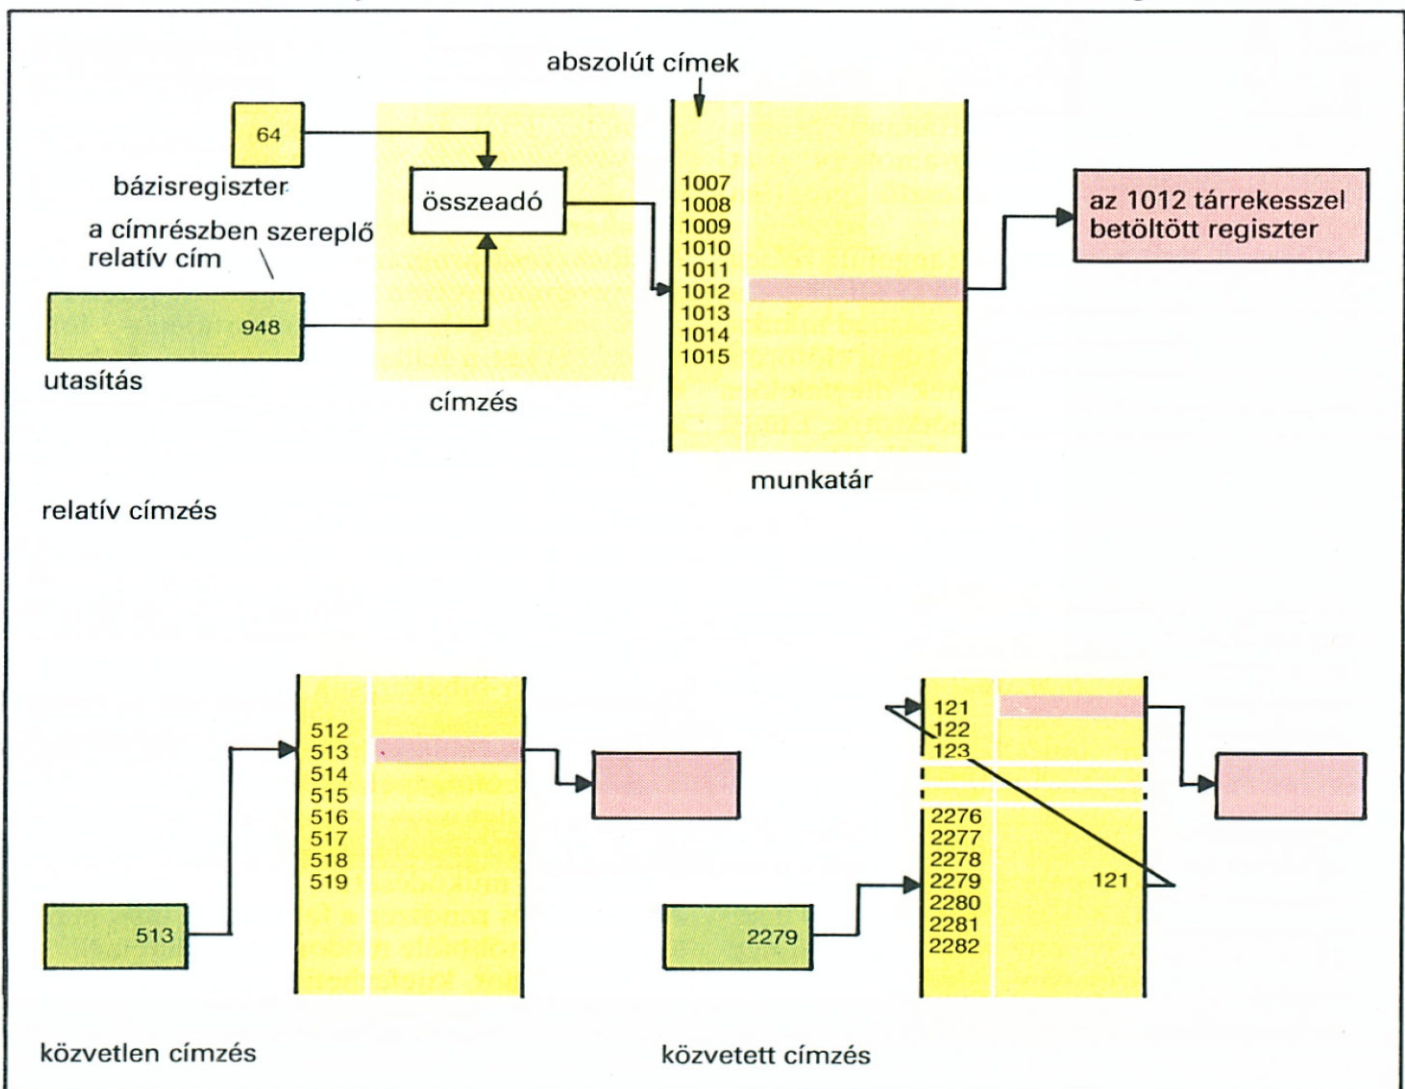 abszolút címek
64
bázisregiszter
összeadó
a címrészben szereplő
relatív cím
948
utasítás
címzés
1007
1008
1009
1010
1011
1012
1013
1014
1015
munkatár
az 1012 tárrekesszel
betöltött regiszter
relatív címzés
512
513
514
515
516
517
518
519
513
közvetlen címzés
121
122
123
2276
2277
2278
2279
2280
2281
2282
121
2279
közvetett címzés